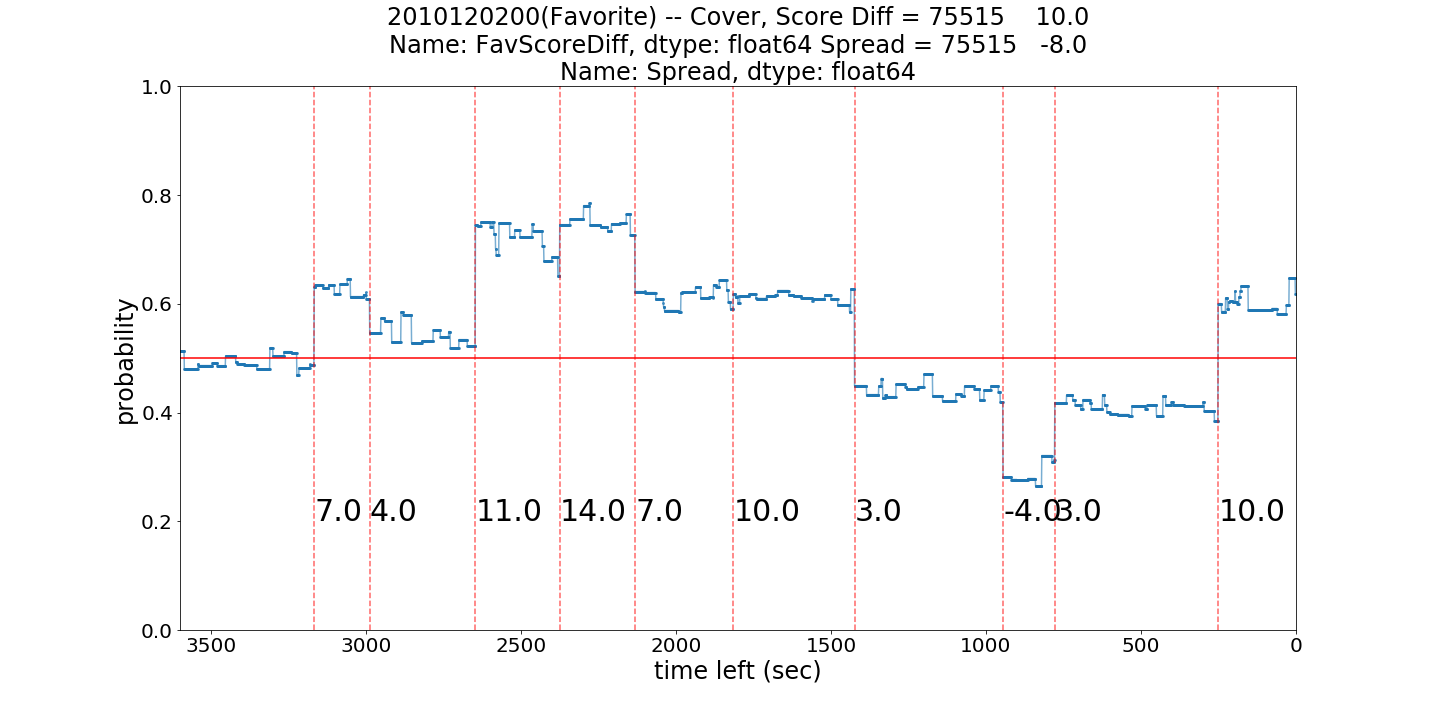 2010120200(Favorite) -- Cover, Score Diff = 75515    10.0
Name: FavScoreDiff, dtype: float64 Spread = 75515   -8.0
Name: Spread, dtype: float64
1.0
0.8
0.6
0.4
0.2
0.0
probability
7.0 4.0 11.0 14.0 7.0 10.0 3.0 -4.0 3.0 10.0
3500 3000 2500 2000 1500 1000 500 0
time left (sec)